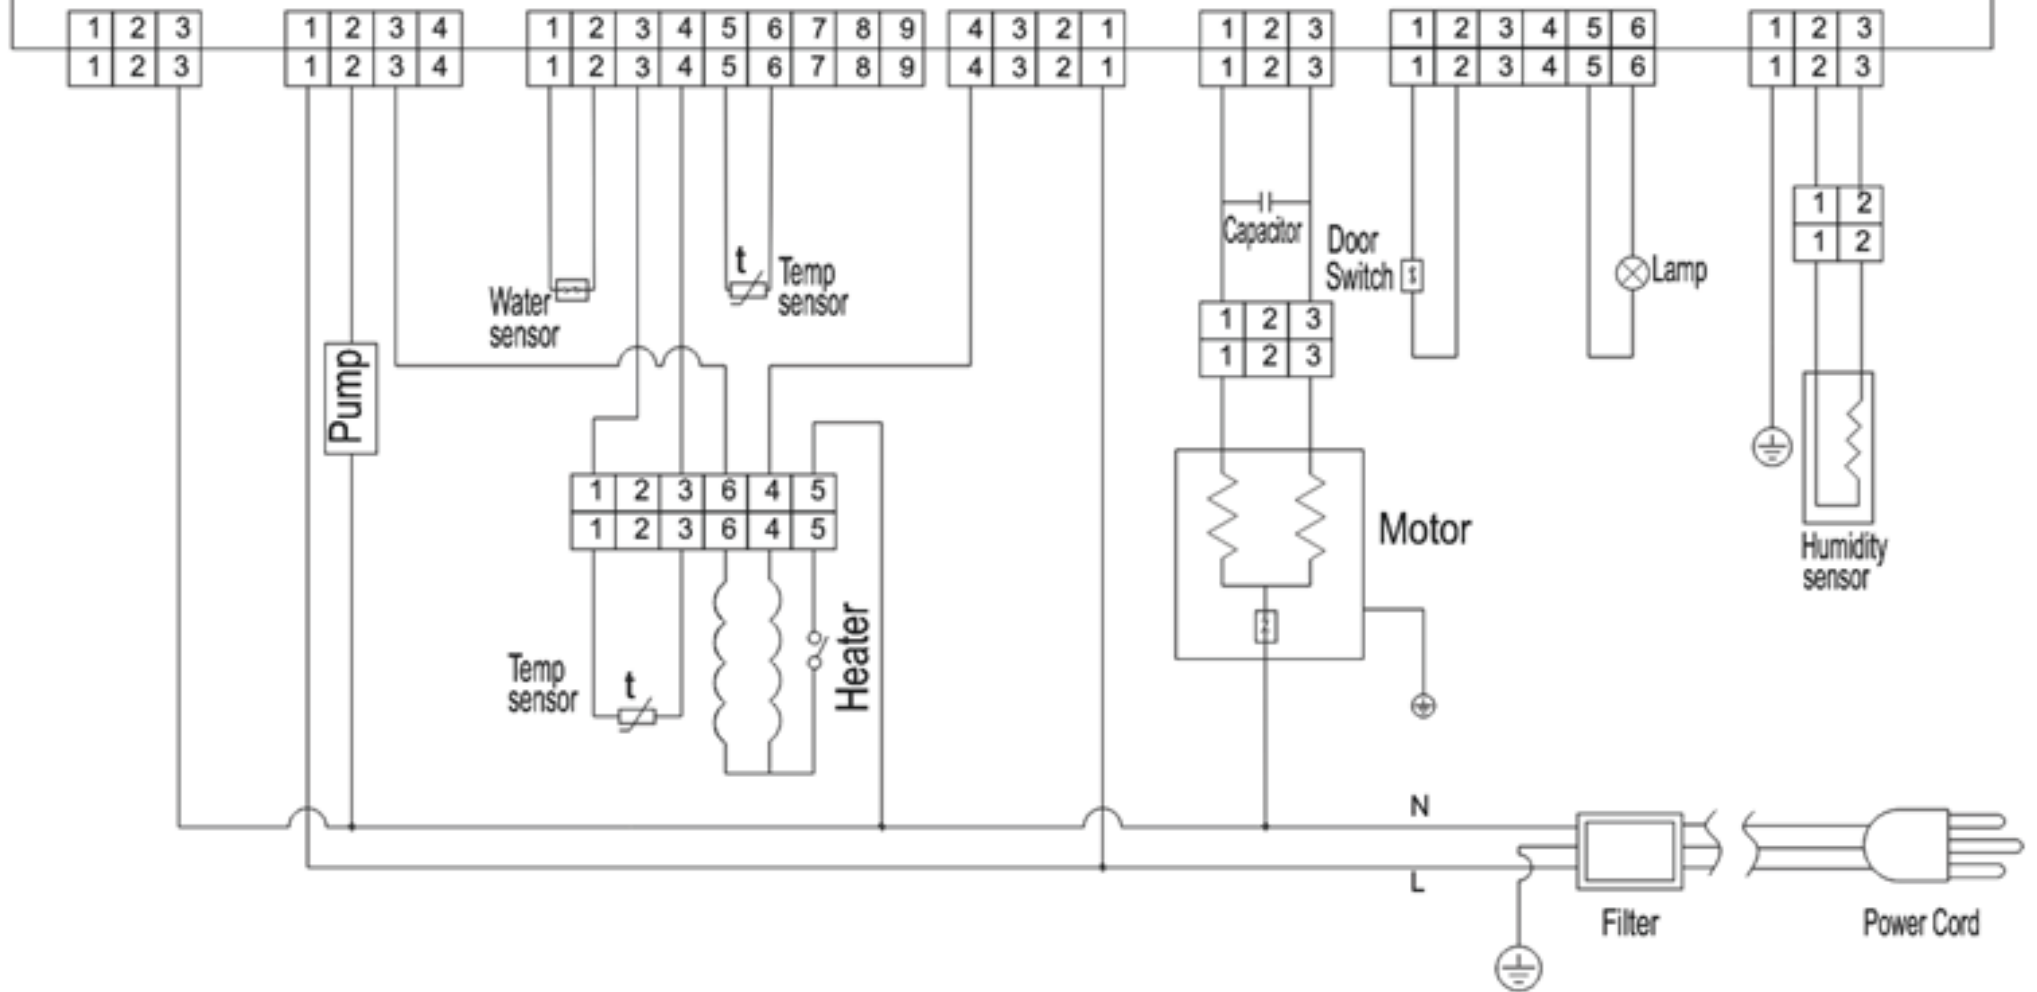 1 2 3 1 2 3 4 1 2 3 4 5 6 7 8 9 4 3 2 1 1 2 3 1 2 3 4 5 6 1 2 3
1 2 3 1 2 3 4 1 2 3 4 5 6 7 8 9 4 3 2 1 1 2 3 1 2 3 4 5 6 1 2 3
1 2
1 2
Capacitor
Door
Switch
Lamp
t
Temp
sensor
Water
sensor
1 2 3
1 2 3
Pump
1 2 3 6 4 5
1 2 3 6 4 5
Motor
Humidity
sensor
Heater
Temp
sensor
t
N
L
Filter
Power Cord